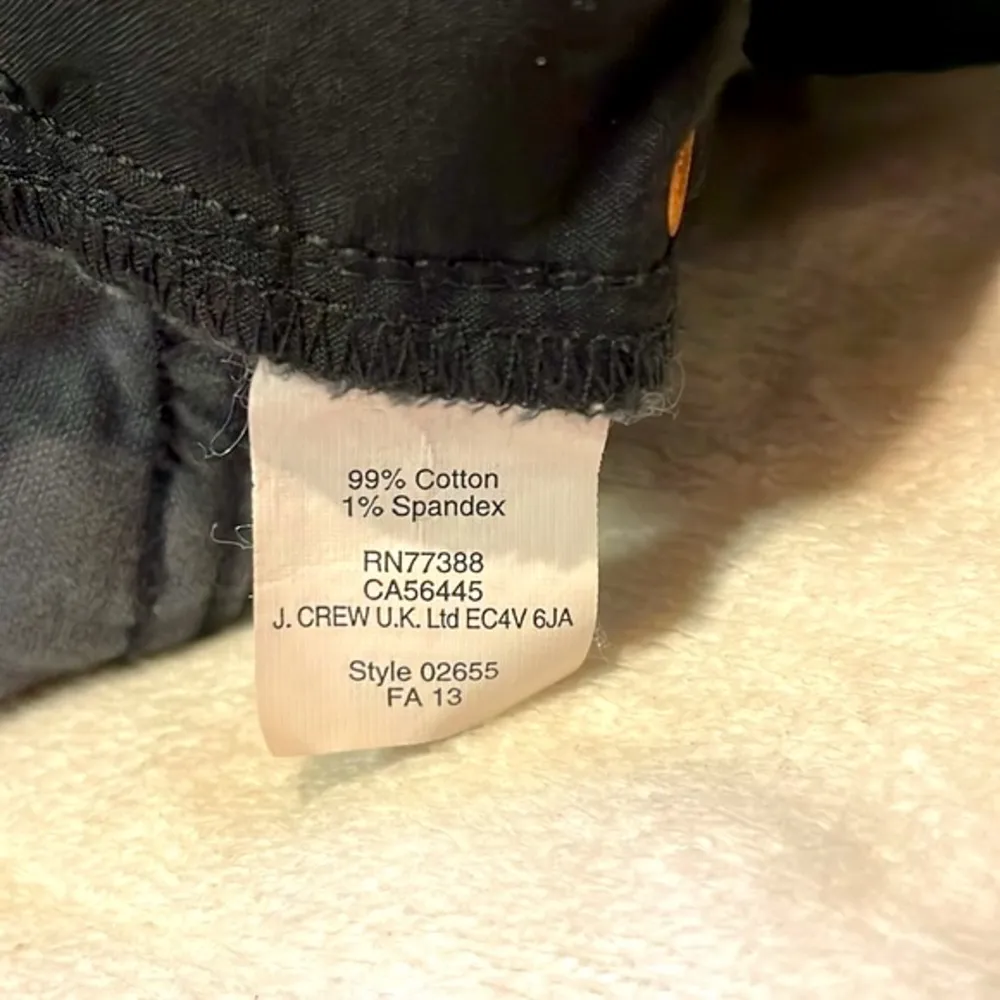 99% Cotton
1% Spandex
RN77388
CA56445
J. CREW U.K. Ltd EC4V 6JA
Style 02655
FA 13